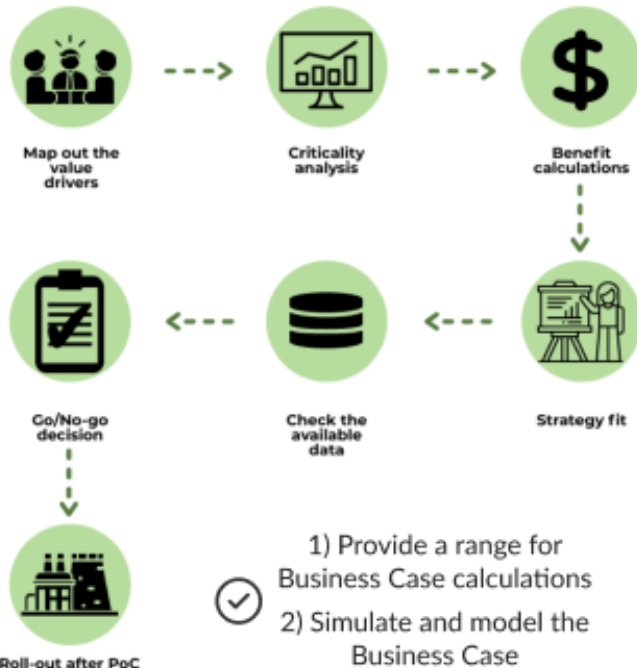 Map out the
value
drivers
Criticality
analysis
Benefit
calculations
Strategy fit
Check the
available
data
Go/No-go
decision
Roll-out after PoC
1) Provide a range for
Business Case calculations
2) Simulate and model the
Business Case